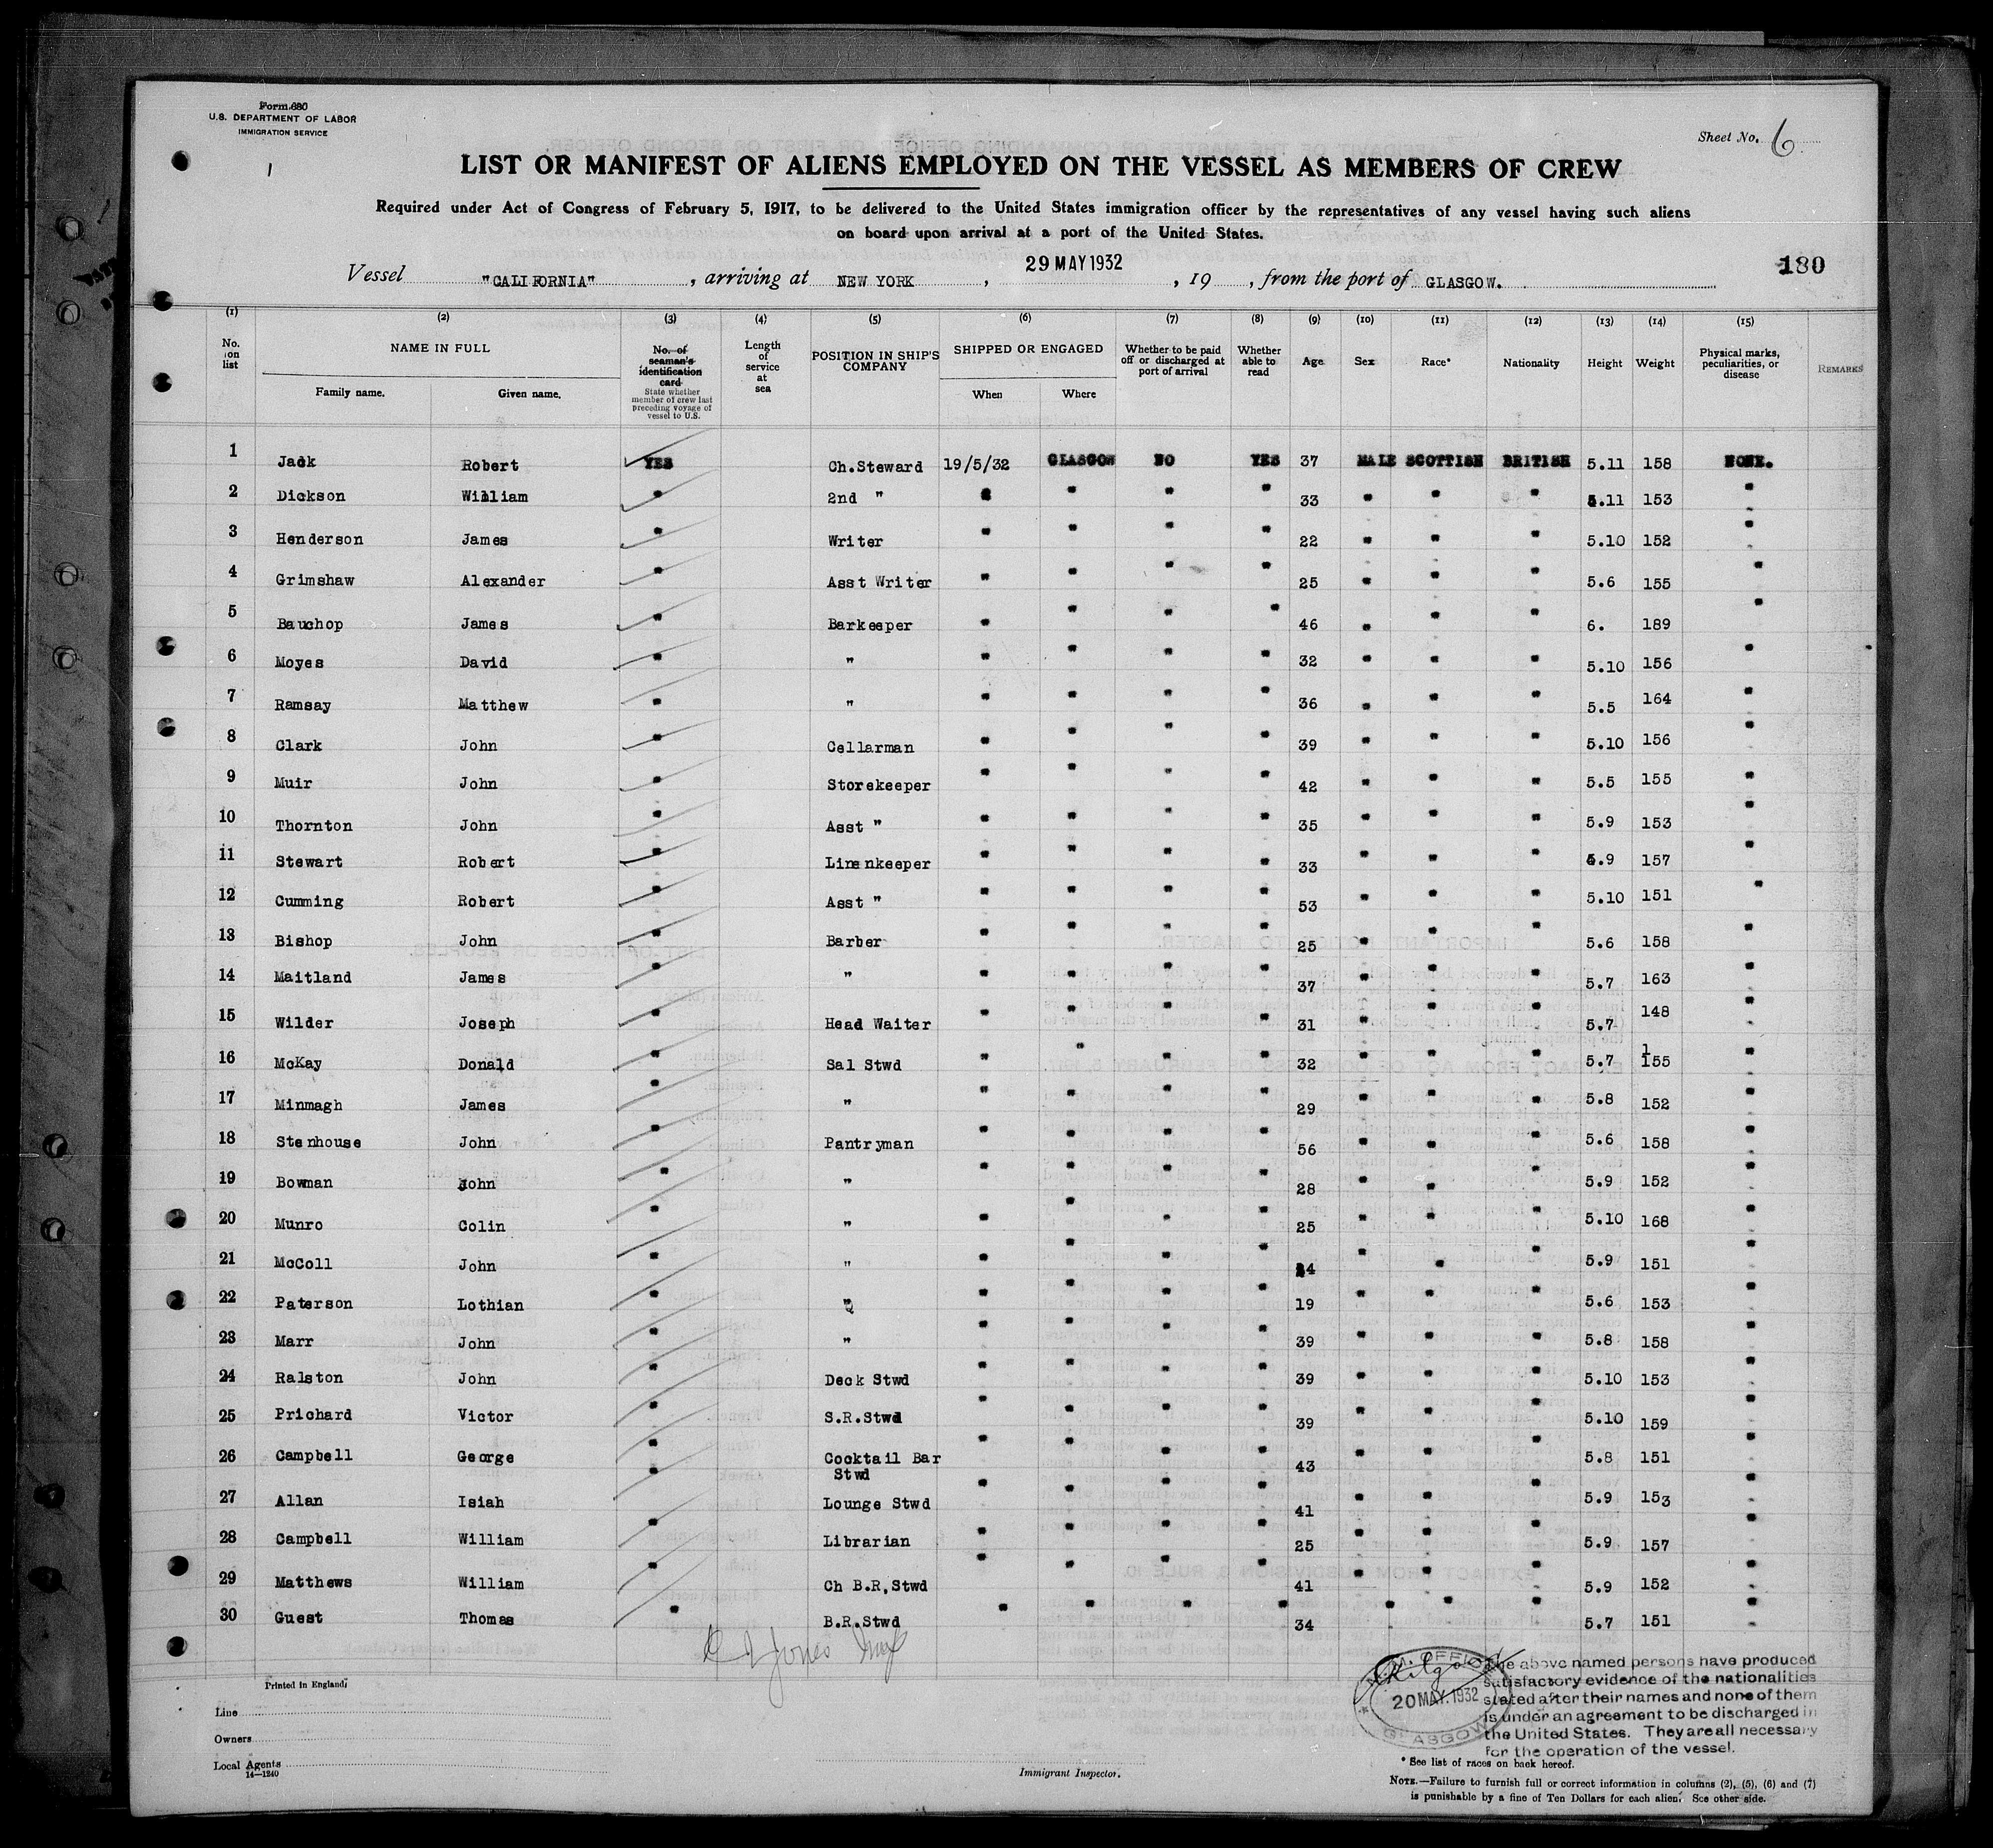 Form 680
U.S. DEPARTMENT OF LABOR
IMMIGRATION SERVICE
Sheet No. 6
LIST OR MANIFEST OF ALIENS EMPLOYED ON THE VESSEL AS MEMBERS OF CREW
Required under Act of Congress of February 5, 1917, to be delivered to the United States immigration officer by the representatives of any vessel having such aliens
on board upon arrival at a port of the United States.
Vessel "CALIFORNIA", arriving at NEW YORK, 29 MAY 1932, 19 , from the port of GLASGOW.
180
(1) (2) (3) (4) (5) (6) (7) (8) (9) (10) (11) (12) (13) (14) (15)
No. on list NAME IN FULL Family name. Given name. No. of seaman's identification card State whether member of crew last preceding voyage of vessel to U.S. Length of service at sea POSITION IN SHIP'S COMPANY SHIPPED OR ENGAGED When Where Whether to be paid off or discharged at port of arrival Whether able to read Age Sex Race* Nationality Height Weight Physical marks, peculiarities, or disease REMARKS
1 Jack Robert YES Ch.Steward 19/5/32 GLASGOW NO YES 37 MALE SCOTTISH BRITISH 5.11 158 NONE.
2 Dickson William " 2nd " " " " " 33 " " " 5.11 153 "
3 Henderson James " Writer " " " " 22 " " " 5.10 152 "
4 Grimshaw Alexander " Asst Writer " " " " 25 " " " 5.6 155 "
5 Bauchop James " Barkeeper " " " " 46 " " " 6. 189 "
6 Moyes David " " " " " " 32 " " " 5.10 156 "
7 Ramsay Matthew " " " " " " 36 " " " 5.5 164 "
8 Clark John " Cellarman " " " " 39 " " " 5.10 156 "
9 Muir John " Storekeeper " " " " 42 " " " 5.5 155 "
10 Thornton John " Asst " " " " " 35 " " " 5.9 153 "
11 Stewart Robert " Linenkeeper " " " " 33 " " " 5.9 157 "
12 Cumming Robert " Asst " " " " " 53 " " " 5.10 151 "
13 Bishop John " Barber " " " " 25 " " " 5.6 158 "
14 Maitland James " " " " " " 37 " " " 5.7 163 "
15 Wilder Joseph " Head Waiter " " " " 31 " " " 5.7 148 "
16 McKay Donald " Sal Stwd " " " " 32 " " " 5.7 155 "
17 Minmagh James " " " " " " 29 " " " 5.8 152 "
18 Stenhouse John " Pantryman " " " " 56 " " " 5.6 158 "
19 Bowman John " " " " " " 28 " " " 5.9 152 "
20 Munro Colin " " " " " " 25 " " " 5.10 168 "
21 McColl John " " " " " " " " " 5.9 151 "
22 Paterson Lothian " " " " " " 19 " " " 5.6 153 "
23 Marr John " " " " " " 39 " " " 5.8 158 "
24 Ralston John " Deck Stwd " " " " 39 " " " 5.10 153 "
25 Prichard Victor " S.R.Stwd " " " " 39 " " " 5.10 159 "
26 Campbell George " Cocktail Bar Stwd " " " " 43 " " " 5.8 151 "
27 Allan Isiah " Lounge Stwd " " " " 41 " " " 5.9 153 "
28 Campbell William " Librarian " " " " 25 " " " 5.9 157 "
29 Matthews William " Ch B.R,Stwd " " " " 41 " " " 5.9 152 "
30 Guest Thomas " B.R.Stwd " " " " 34 " " " 5.7 151 "
Jones
Printed in England.
Line
Owners
Local Agents
14—1240
Immigrant Inspector.
OFFICE
20 MAY. 1932
GLASGOW
The above named persons have produced
satisfactory evidence of the nationalities
stated after their names and none of them
is under an agreement to be discharged in
the United States. They are all necessary
for the operation of the vessel.
* See list of races on back hereof.
NOTE.—Failure to furnish full or correct information in columns (2), (5), (6) and (7)
is punishable by a fine of Ten Dollars for each alien. See other side.